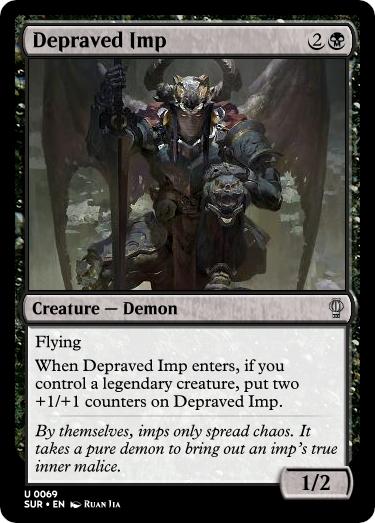 Depraved Imp 2
Creature — Demon
Flying
When Depraved Imp enters, if you
control a legendary creature, put two
+1/+1 counters on Depraved Imp.
By themselves, imps only spread chaos. It
takes a pure demon to bring out an imp's true
inner malice.
1/2
U 0069
SUR • EN Ruan Jia